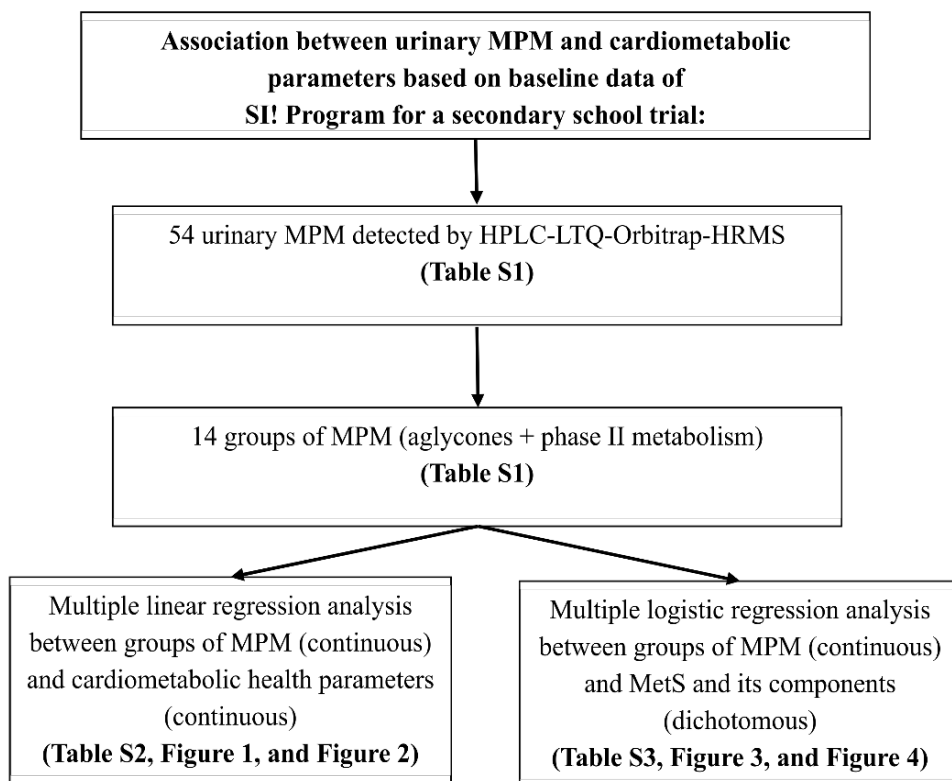 Association between urinary MPM and cardiometabolic
parameters based on baseline data of
SI! Program for a secondary school trial:
54 urinary MPM detected by HPLC-LTQ-Orbitrap-HRMS
(Table S1)
14 groups of MPM (aglycones + phase II metabolism)
(Table S1)
Multiple linear regression analysis
between groups of MPM (continuous)
and cardiometabolic health parameters
(continuous)
(Table S2, Figure 1, and Figure 2)
Multiple logistic regression analysis
between groups of MPM (continuous)
and MetS and its components
(dichotomous)
(Table S3, Figure 3, and Figure 4)